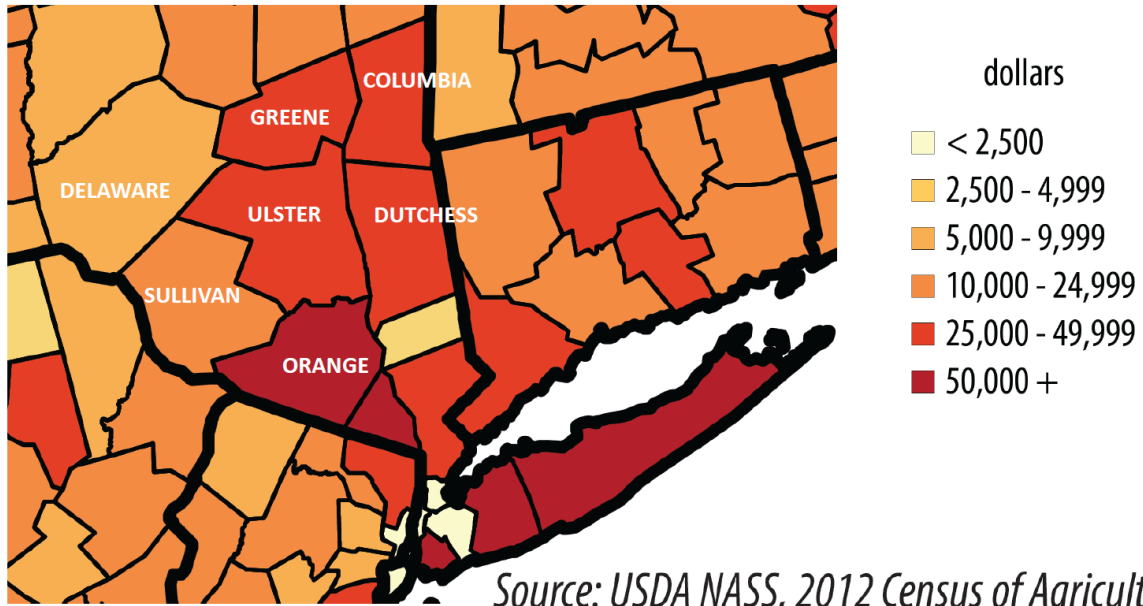 COLUMBIA
GREENE
DELAWARE
ULSTER
DUTCHESS
SULLIVAN
ORANGE
dollars
< 2,500
2,500 - 4,999
5,000 - 9,999
10,000 - 24,999
25,000 - 49,999
50,000 +
Source: USDA NASS, 2012 Census of Agricult